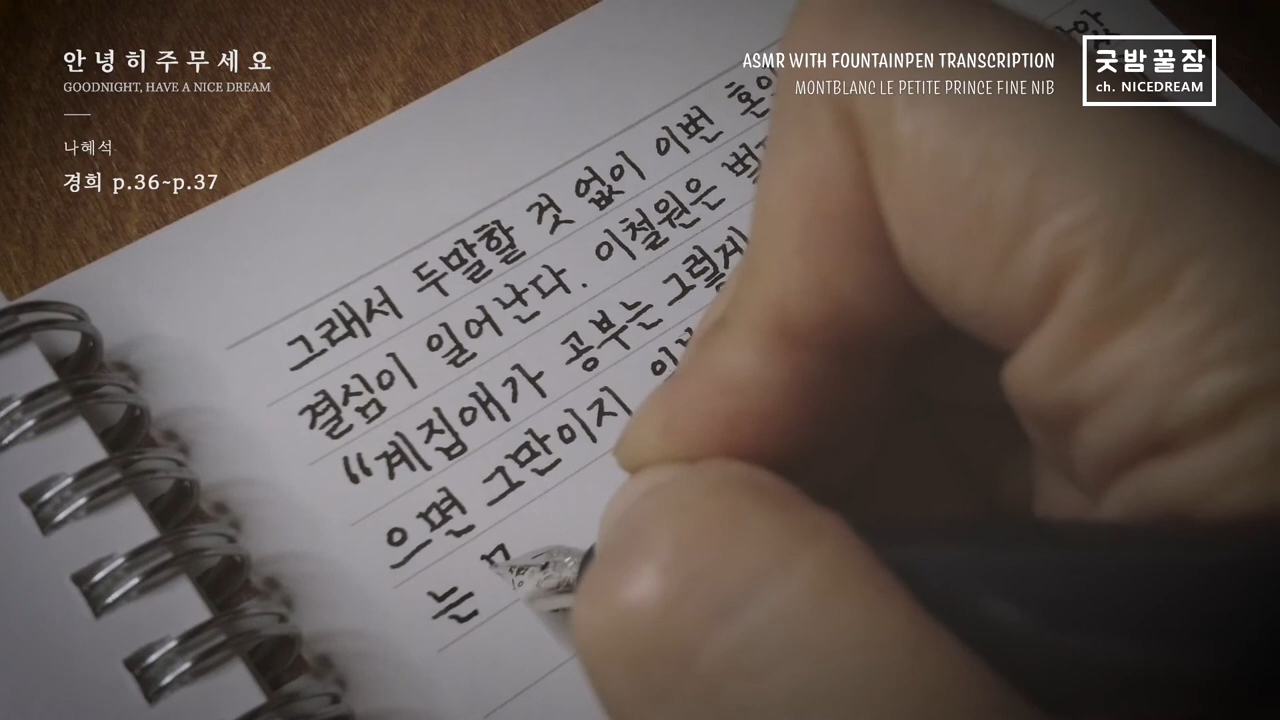 안녕히주무세요
GOODNIGHT, HAVE A NICE DREAM
나혜석
경희 p.36~p.37
ASMR WITH FOUNTAINPEN TRANSCRIPTION
MONTBLANC LE PETITE PRINCE FINE NIB
굿밤꿀잠
ch. NICEDREAM
그래서 두말할 것 없이 이번
결심이 일어난다. 이철원은
“계집애가 공부는 그렇게
으면 그만이지
는